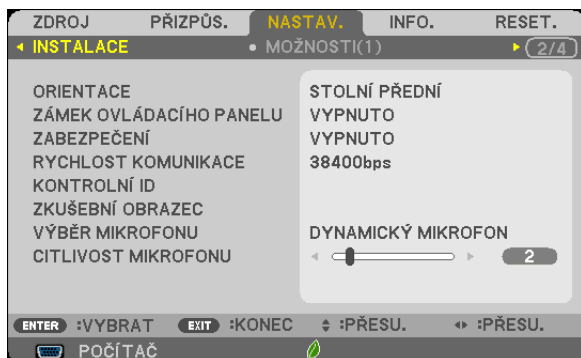 ZDROJ PŘIZPŮS. NASTAV. INFO. RESET.
INSTALACE MOŽNOSTI(1) 2/4
ORIENTACE STOLNÍ PŘEDNÍ
ZÁMEK OVLÁDACÍHO PANELU VYPNUTO
ZABEZPEČENÍ VYPNUTO
RYCHLOST KOMUNIKACE 38400bps
KONTROLNÍ ID
ZKUŠEBNÍ OBRAZEC
VÝBĚR MIKROFONU DYNAMICKÝ MIKROFON
CITLIVOST MIKROFONU 2
ENTER :VYBRAT EXIT :KONEC :PŘESU. :PŘESU.
POČÍTAČ